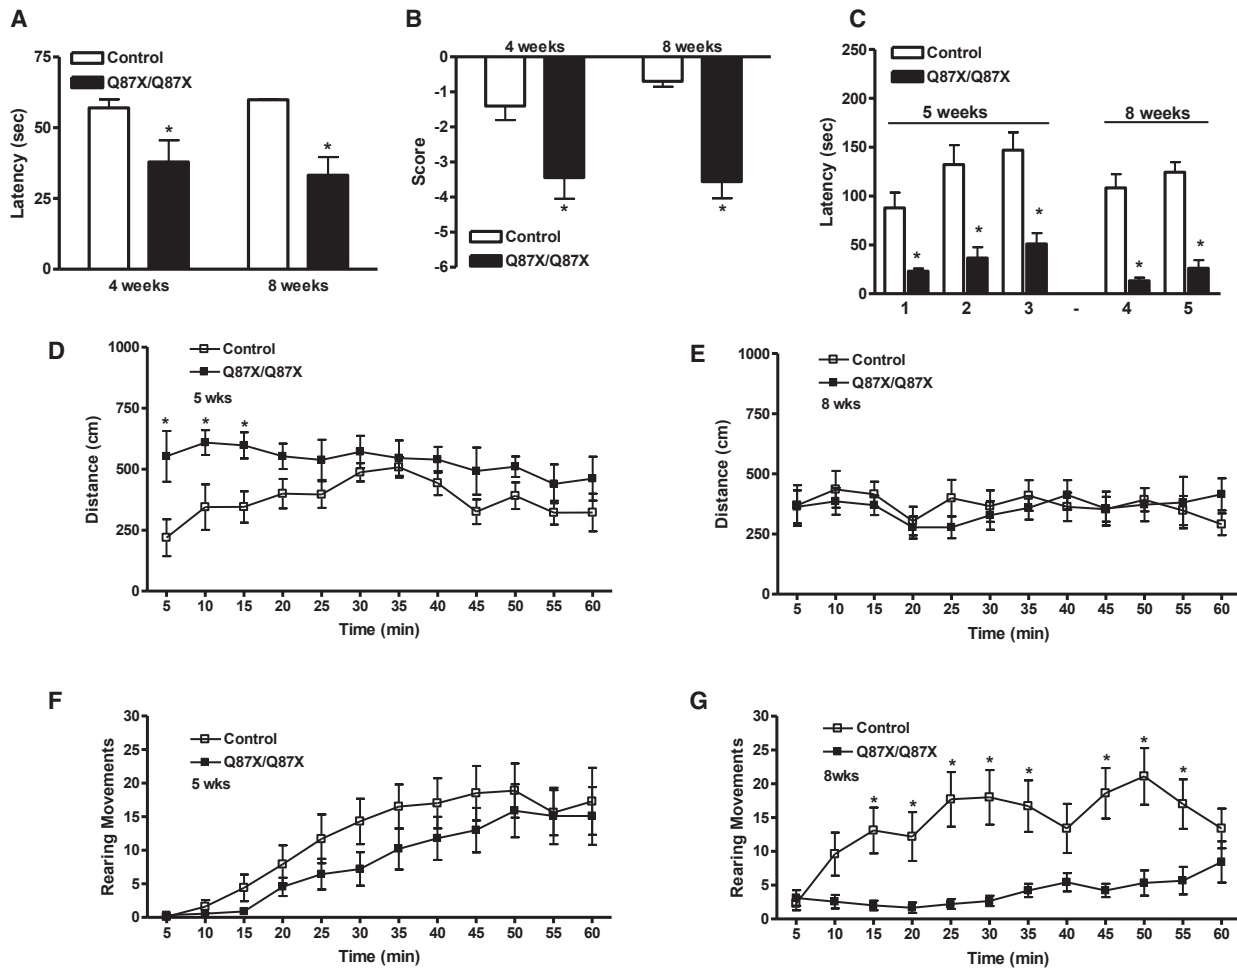 A
75
50
25
0
Latency (sec)
Control
Q87X/Q87X
*
*
4 weeks
8 weeks
B
4 weeks
8 weeks
0
-1
-2
-3
-4
-5
-6
Score
*
*
Control
Q87X/Q87X
C
250
200
150
100
50
0
Latency (sec)
Control
Q87X/Q87X
5 weeks
8 weeks
* * * * *
1 2 3 - 4 5
D
1000
750
500
250
0
Distance (cm)
Control
Q87X/Q87X
5 wks
* * *
5 10 15 20 25 30 35 40 45 50 55 60
Time (min)
E
1000
750
500
250
0
Distance (cm)
Control
Q87X/Q87X
8 wks
5 10 15 20 25 30 35 40 45 50 55 60
Time (min)
F
30
25
20
15
10
5
0
Rearing Movements
Control
Q87X/Q87X
5 wks
5 10 15 20 25 30 35 40 45 50 55 60
Time (min)
G
30
25
20
15
10
5
0
Rearing Movements
Control
Q87X/Q87X
8wks
* * * * * * * *
5 10 15 20 25 30 35 40 45 50 55 60
Time (min)